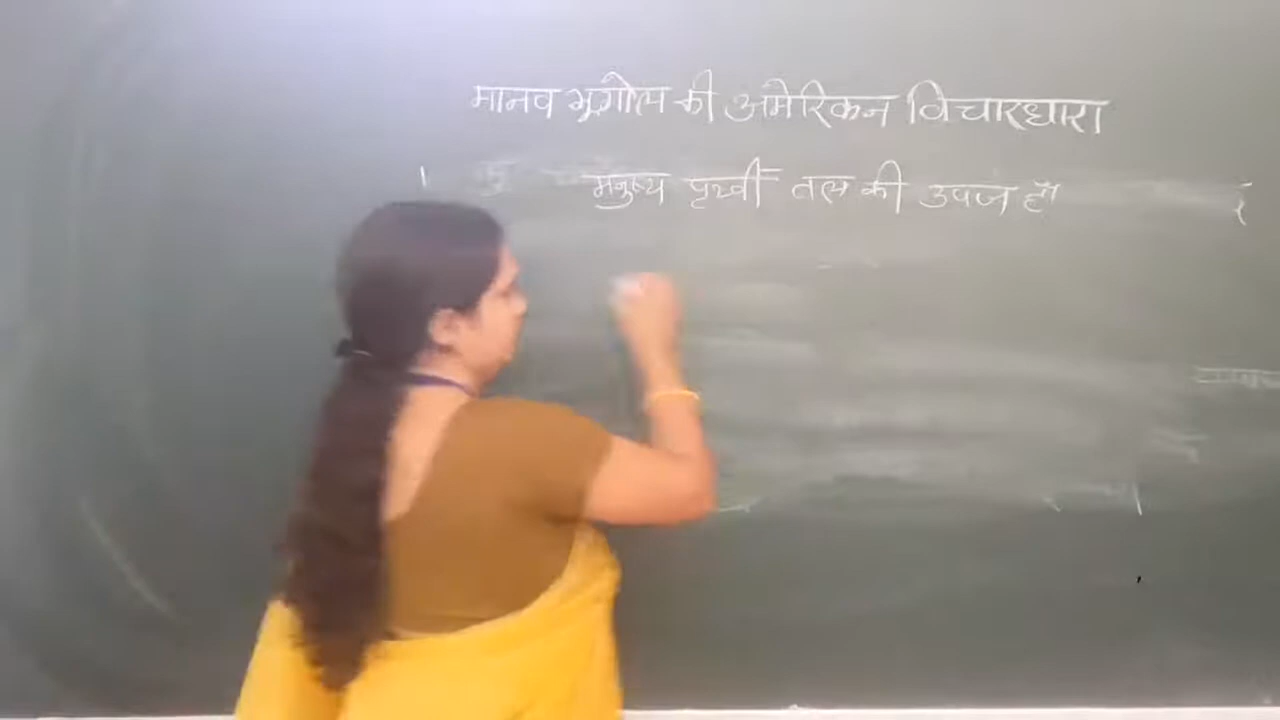 मानव भूगोल की अमेरिकन विचारधारा
मनुष्य पृथ्वी तल की उपज है"